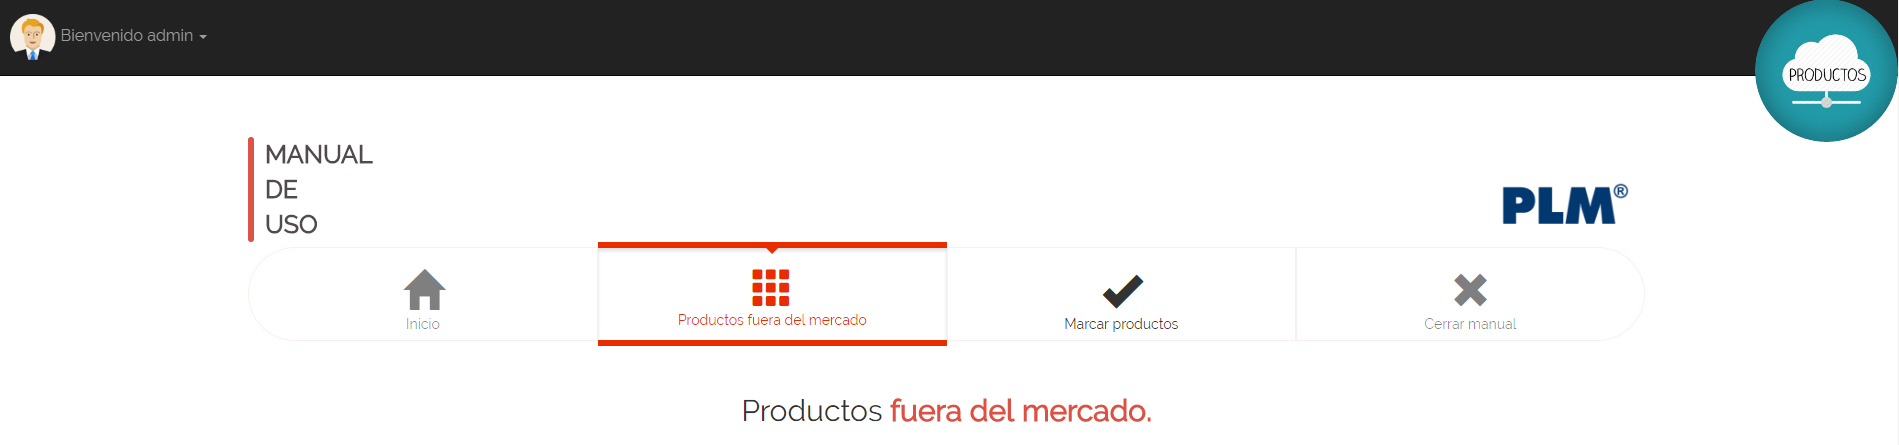 Bienvenido admin
PRODUCTOS
MANUAL
DE
USO
PLM®
Inicio
Productos fuera del mercado
Marcar productos
Cerrar manual
Productos fuera del mercado.